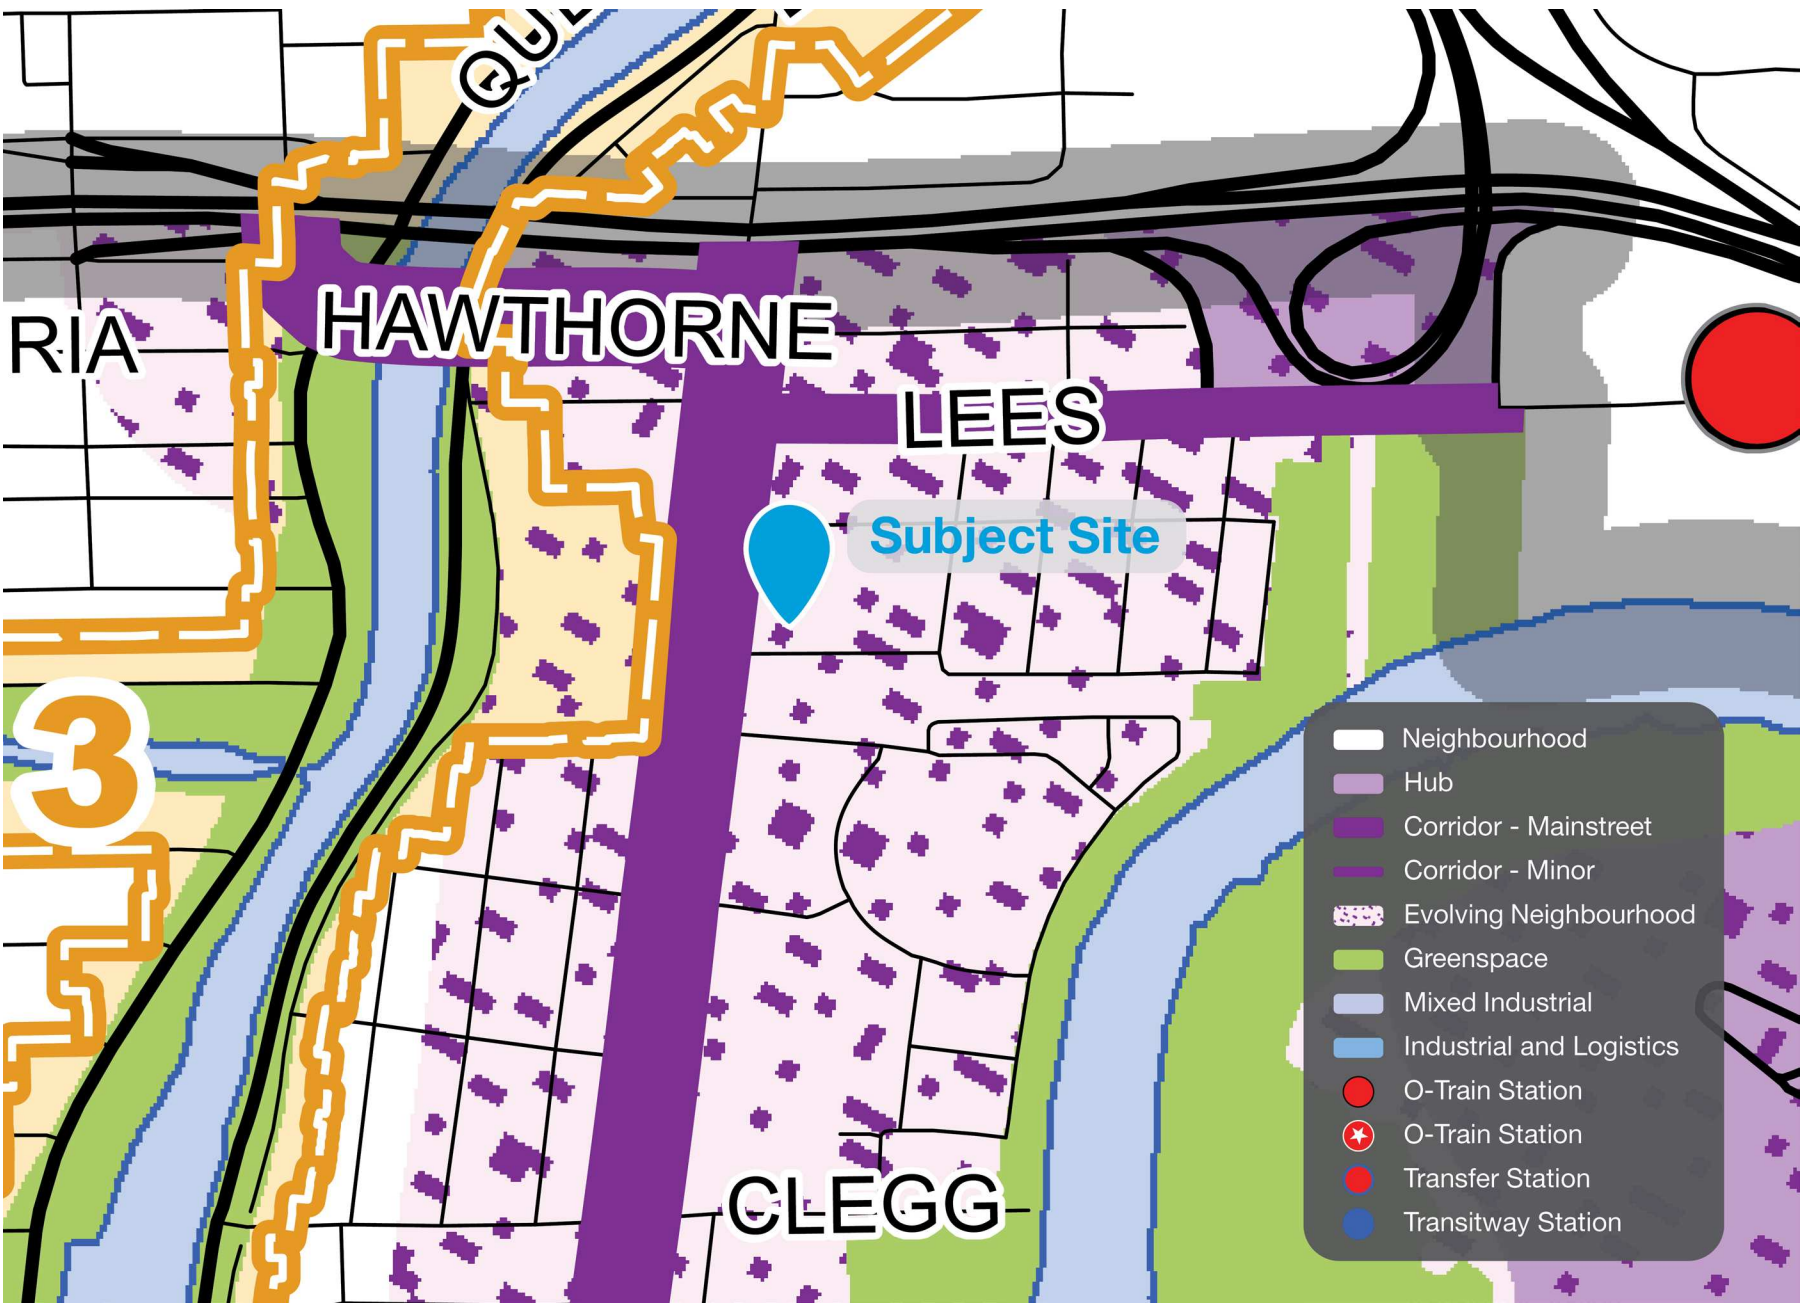 HAWTHORNE
RIA
LEES
Subject Site
3
Neighbourhood
Hub
Corridor - Mainstreet
Corridor - Minor
Evolving Neighbourhood
Greenspace
Mixed Industrial
Industrial and Logistics
O-Train Station
O-Train Station
Transfer Station
Transitway Station
CLEGG